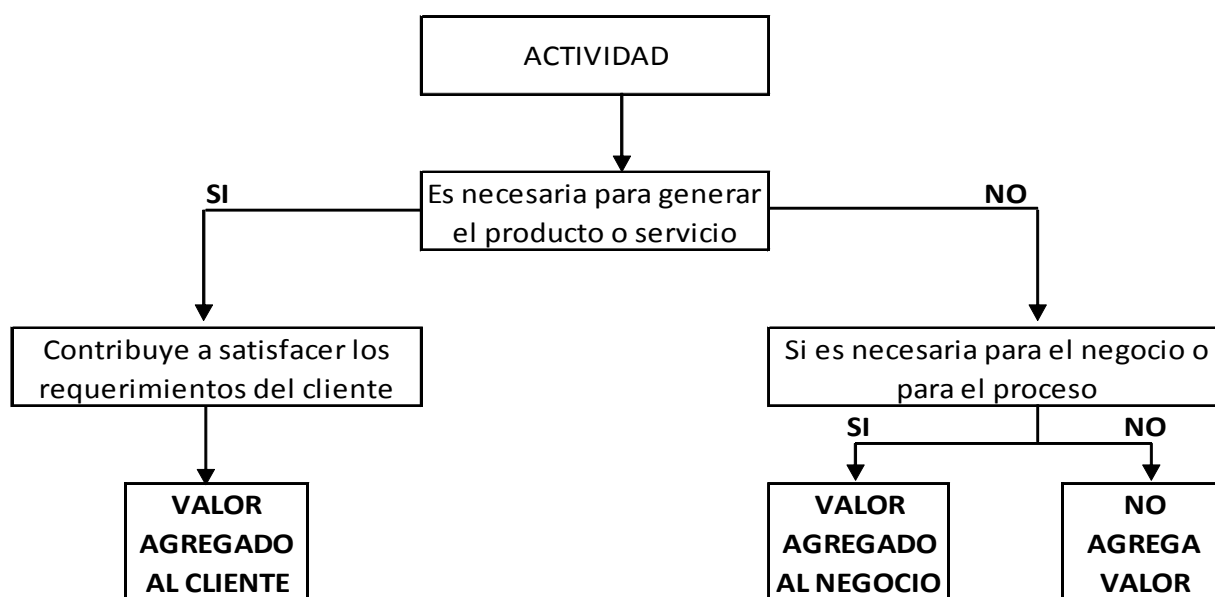 ACTIVIDAD
SI
Es necesaria para generar
el producto o servicio
NO
Contribuye a satisfacer los
requerimientos del cliente
Si es necesaria para el negocio o
para el proceso
SI
NO
VALOR
AGREGADO
AL CLIENTE
VALOR
AGREGADO
AL NEGOCIO
NO
AGREGA
VALOR